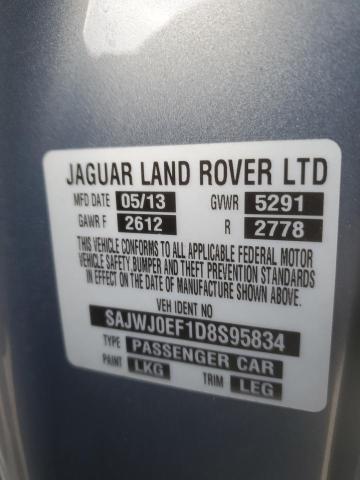 JAGUAR LAND ROVER LTD
MFD DATE 05/13 GVWR 5291
GAWR F 2612 R 2778
THIS VEHICLE CONFORMS TO ALL APPLICABLE FEDERAL MOTOR
VEHICLE SAFETY, BUMPER AND THEFT PREVENTION STANDARDS
IN EFFECT ON THE DATE OF MANUFACTURE SHOWN ABOVE.
VEH IDENT NO
SAJWJ0EF1D8S95834
TYPE PASSENGER CAR
PAINT LKG TRIM LEG